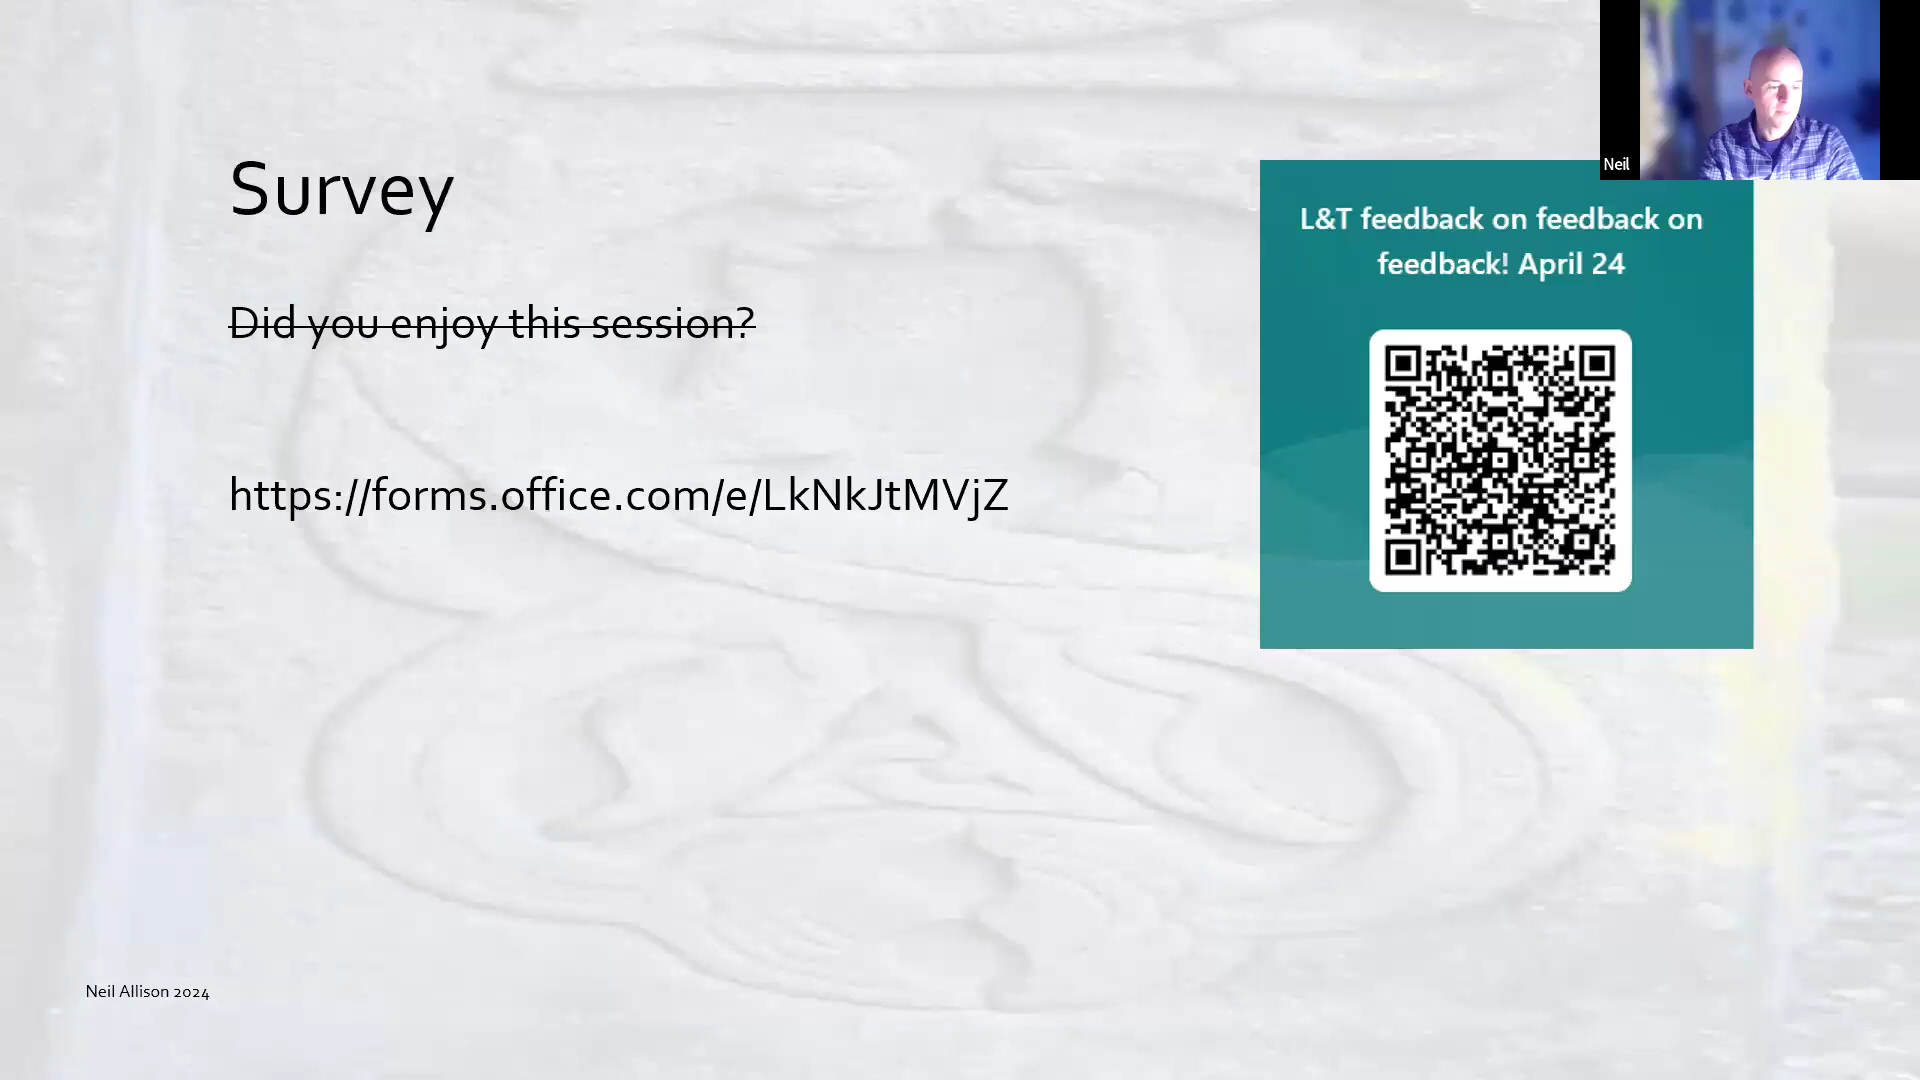 Survey
Did you enjoy this session?
https://forms.office.com/e/LkNkJtMVjZ
L&T feedback on feedback on
feedback! April 24
Neil
Neil Allison 2024